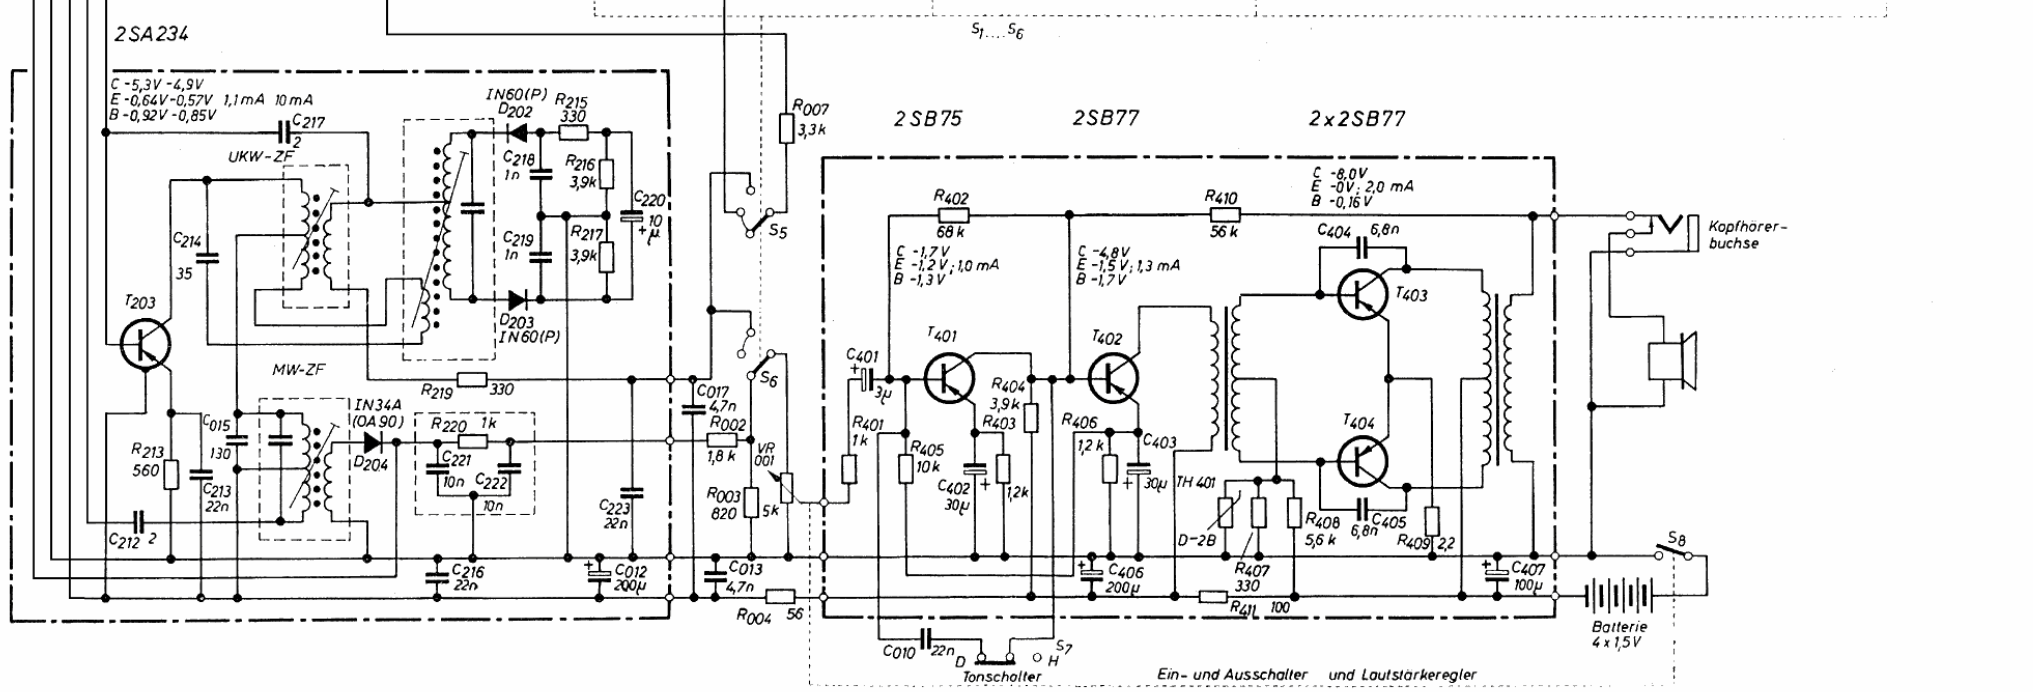 S1....S6
2SA234
C -5,3V -4,9V
E -0,64V-0,57V 1,1mA 10mA
B -0,92V -0,85V
C217
2
UKW-ZF
IN60(P)
D202
R215
330
C218
1n
R216
3,9k
C220
10
+ µ
C219
1n
R217
3,9k
D203
IN60(P)
C214
35
T203
MW-ZF
R219 330
IN34A
(OA90)
D204
R220 1k
C221
10n
C222
10n
C015
130
R213
560
C213
22n
C212 2
C223
22n
C216
22n
+
C012
200µ
R007
3,3k
S5
S6
C017
4,7n
R002
1,8k
VR
001
5k
R003
820
C013
4,7n
R004 56
2SB75
2SB77
2x2SB77
R402
68k
R410
56k
C -8,0V
E -0V; 2,0 mA
B -0,16V
C404 6,8n
C -1,7V
E -1,2V; 1,0 mA
B -1,3V
C -4,8V
E -1,5V; 1,3 mA
B -1,7V
T401
T402
T403
T404
C401
+
3µ
R401
1k
R404
3,9k
R403
1,2k
R405
10k
C402
30µ
+
R406
1,2k
C403
+ 30µ
TH401
D-2B
R407
330
R408
5,6k
C405
6,8n
R409 2,2
+
C406
200µ
R411 100
+
C407
100µ
Kopfhörer-
buchse
S8
Batterie
4x1,5V
C010 22n
D
S7
H
Tonschalter
Ein- und Ausschalter und Lautstärkeregler